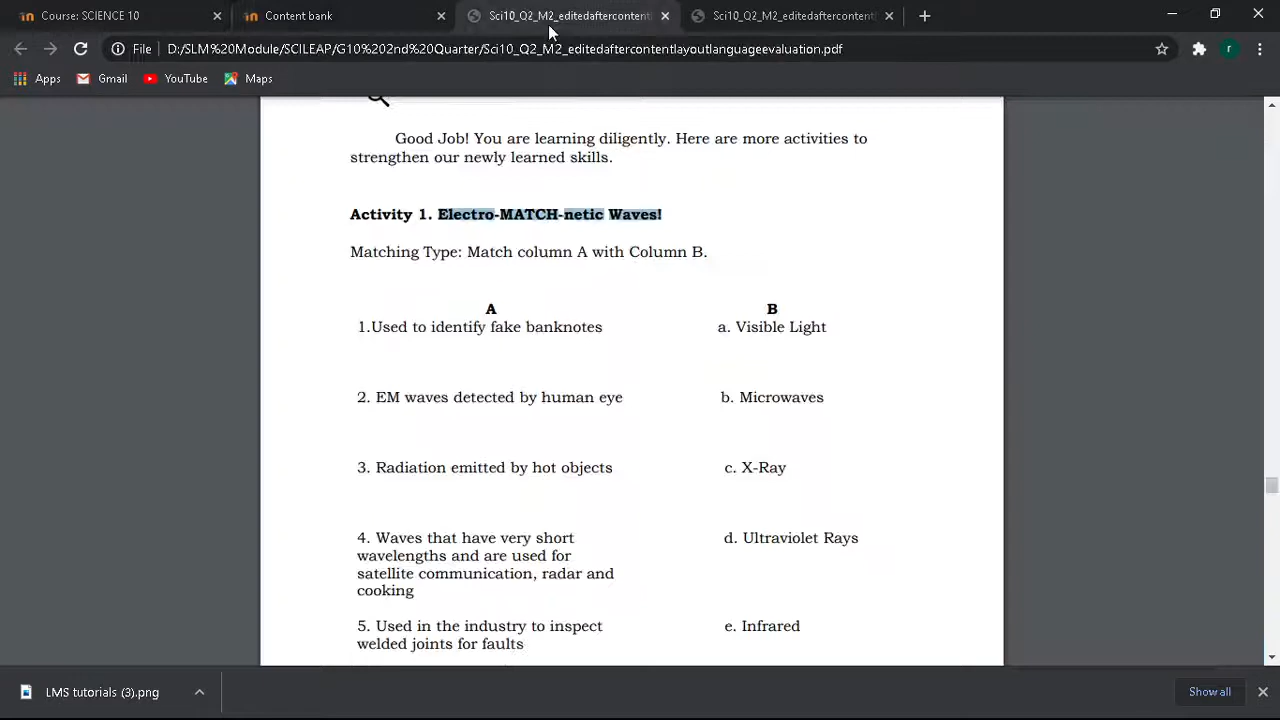 Course: SCIENCE 10
Content bank
Sci10_Q2_M2_editedaftercontent
Sci10_Q2_M2_editedaftercontent
File
D:/SLM%20Module/SCILEAP/G10%202nd%20Quarter/Sci10_Q2_M2_editedaftercontentlayoutlanguageevaluation.pdf
r
Apps
Gmail
YouTube
Maps
Good Job! You are learning diligently. Here are more activities to
strengthen our newly learned skills.
Activity 1. Electro-MATCH-netic Waves!
Matching Type: Match column A with Column B.
A
B
1.Used to identify fake banknotes
a. Visible Light
2. EM waves detected by human eye
b. Microwaves
3. Radiation emitted by hot objects
c. X-Ray
4. Waves that have very short
wavelengths and are used for
satellite communication, radar and
cooking
d. Ultraviolet Rays
5. Used in the industry to inspect
welded joints for faults
e. Infrared
LMS tutorials (3).png
Show all